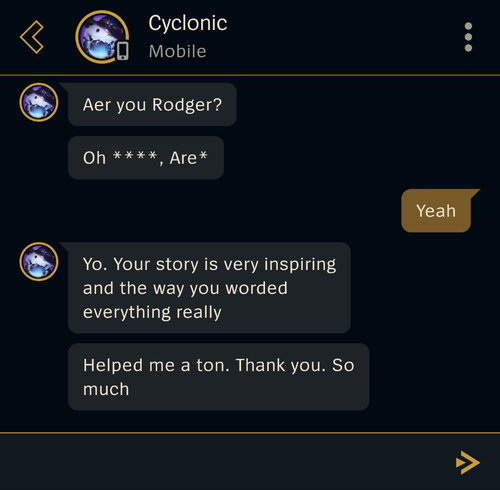 Cyclonic
Mobile
Aer you Rodger?
Oh ****, Are*
Yeah
Yo. Your story is very inspiring
and the way you worded
everything really
Helped me a ton. Thank you. So
much